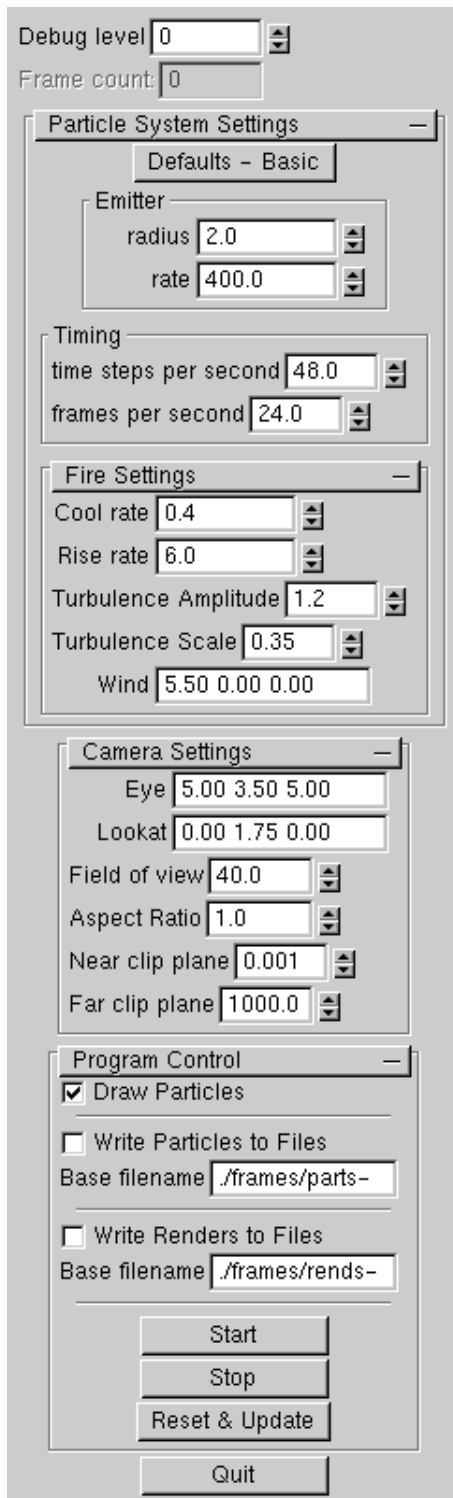 Debug level 0
Frame count: 0
Particle System Settings
Defaults - Basic
Emitter
radius 2.0
rate 400.0
Timing
time steps per second 48.0
frames per second 24.0
Fire Settings
Cool rate 0.4
Rise rate 6.0
Turbulence Amplitude 1.2
Turbulence Scale 0.35
Wind 5.50 0.00 0.00
Camera Settings
Eye 5.00 3.50 5.00
Lookat 0.00 1.75 0.00
Field of view 40.0
Aspect Ratio 1.0
Near clip plane 0.001
Far clip plane 1000.0
Program Control
Draw Particles
Write Particles to Files
Base filename ./frames/parts-
Write Renders to Files
Base filename ./frames/rends-
Start
Stop
Reset & Update
Quit